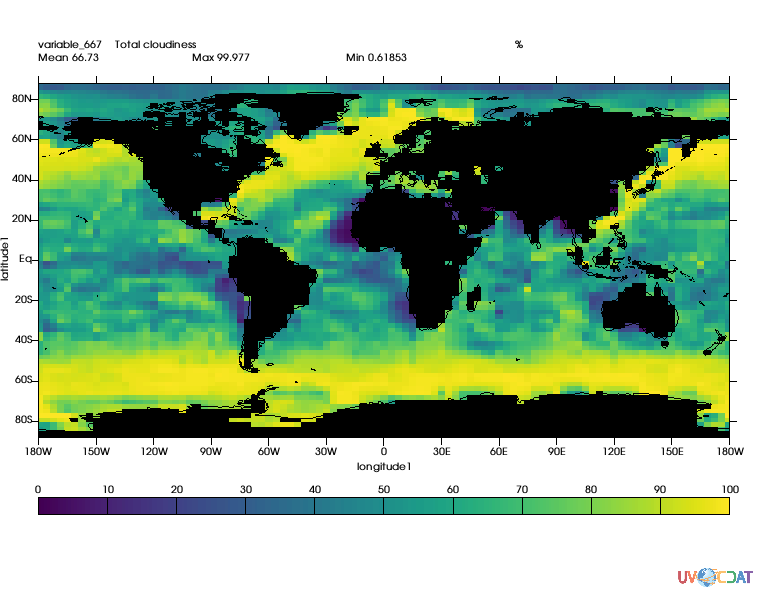 variable_667 Total cloudiness %
Mean 66.73 Max 99.977 Min 0.61853
80N
60N
40N
20N
Eq
20S
40S
60S
80S
latitude1
180W 150W 120W 90W 60W 30W 0 30E 60E 90E 120E 150E 180W
longitude1
0 10 20 30 40 50 60 70 80 90 100
UV CDAT